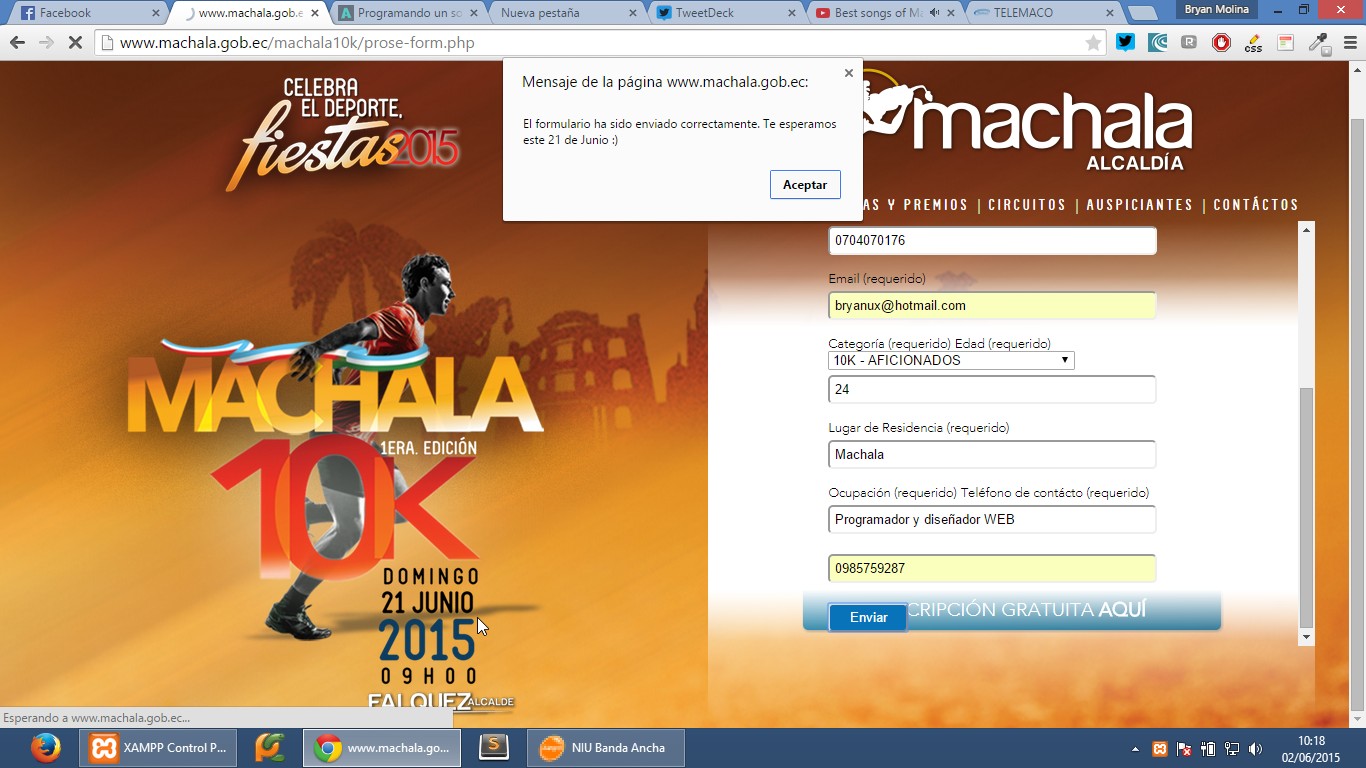 Facebook
www.machala.gob.e
Programando un so
Nueva pestaña
TweetDeck
Best songs of Ma
TELEMACO
Bryan Molina
www.machala.gob.ec/machala10k/prose-form.php
css
CELEBRA
EL DEPORTE,
fiestas 2015
Mensaje de la página www.machala.gob.ec:
El formulario ha sido enviado correctamente. Te esperamos
este 21 de Junio :)
Aceptar
machala
ALCALDÍA
AS Y PREMIOS | CIRCUITOS | AUSPICIANTES | CONTÁCTOS
0704070176
Email (requerido)
bryanux@hotmail.com
Categoría (requerido) Edad (requerido)
10K - AFICIONADOS
24
Lugar de Residencia (requerido)
Machala
Ocupación (requerido) Teléfono de contácto (requerido)
Programador y diseñador WEB
0985759287
Enviar
CRIPCIÓN GRATUITA AQUÍ
MACHALA
1ERA. EDICIÓN
10K
DOMINGO
21 JUNIO
2015
09H00
FALQUEZ ALCALDE
Esperando a www.machala.gob.ec...
XAMPP Control P...
www.machala.go...
NIU Banda Ancha
10:18
02/06/2015